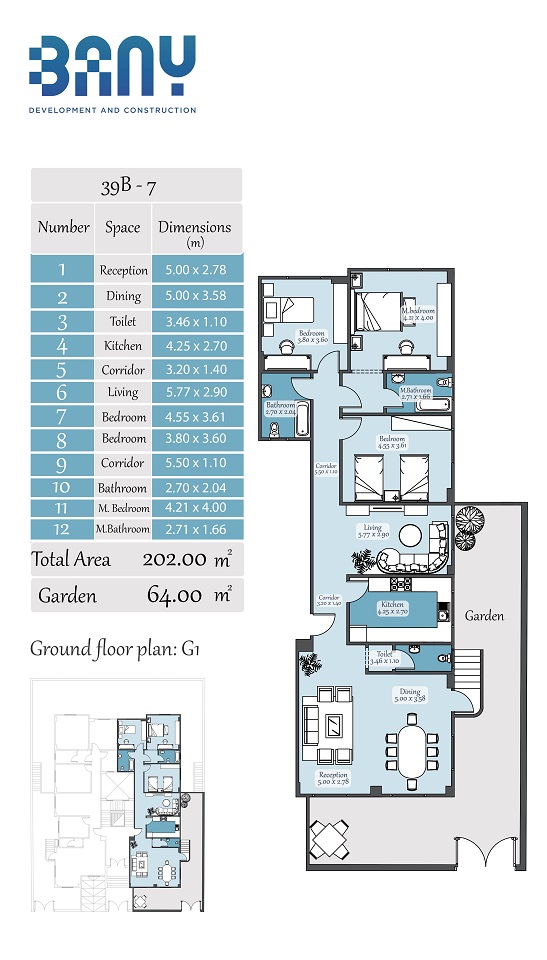 BANY
DEVELOPMENT AND CONSTRUCTION
39B - 7
Number Space Dimensions (m)
1 Reception 5.00 x 2.78
2 Dining 5.00 x 3.58
3 Toilet 3.46 x 1.10
4 Kitchen 4.25 x 2.70
5 Corridor 3.20 x 1.40
6 Living 5.77 x 2.90
7 Bedroom 4.55 x 3.61
8 Bedroom 3.80 x 3.60
9 Corridor 5.50 x 1.10
10 Bathroom 2.70 x 2.04
11 M. Bedroom 4.21 x 4.00
12 M.Bathroom 2.71 x 1.66
Total Area 202.00 m²
Garden 64.00 m²
Ground floor plan: G1
M.bedroom
4.21 x 4.00
Bedroom
3.80 x 3.60
M.Bathroom
2.71 x 1.66
Bathroom
2.70 x 2.04
Bedroom
4.55 x 3.61
Corridor
5.50 x 1.10
Living
5.77 x 2.90
Corridor
3.20 x 1.40
Kitchen
4.25 x 2.70
Garden
Toilet
3.46 x 1.10
Dining
5.00 x 3.58
Reception
5.00 x 2.78